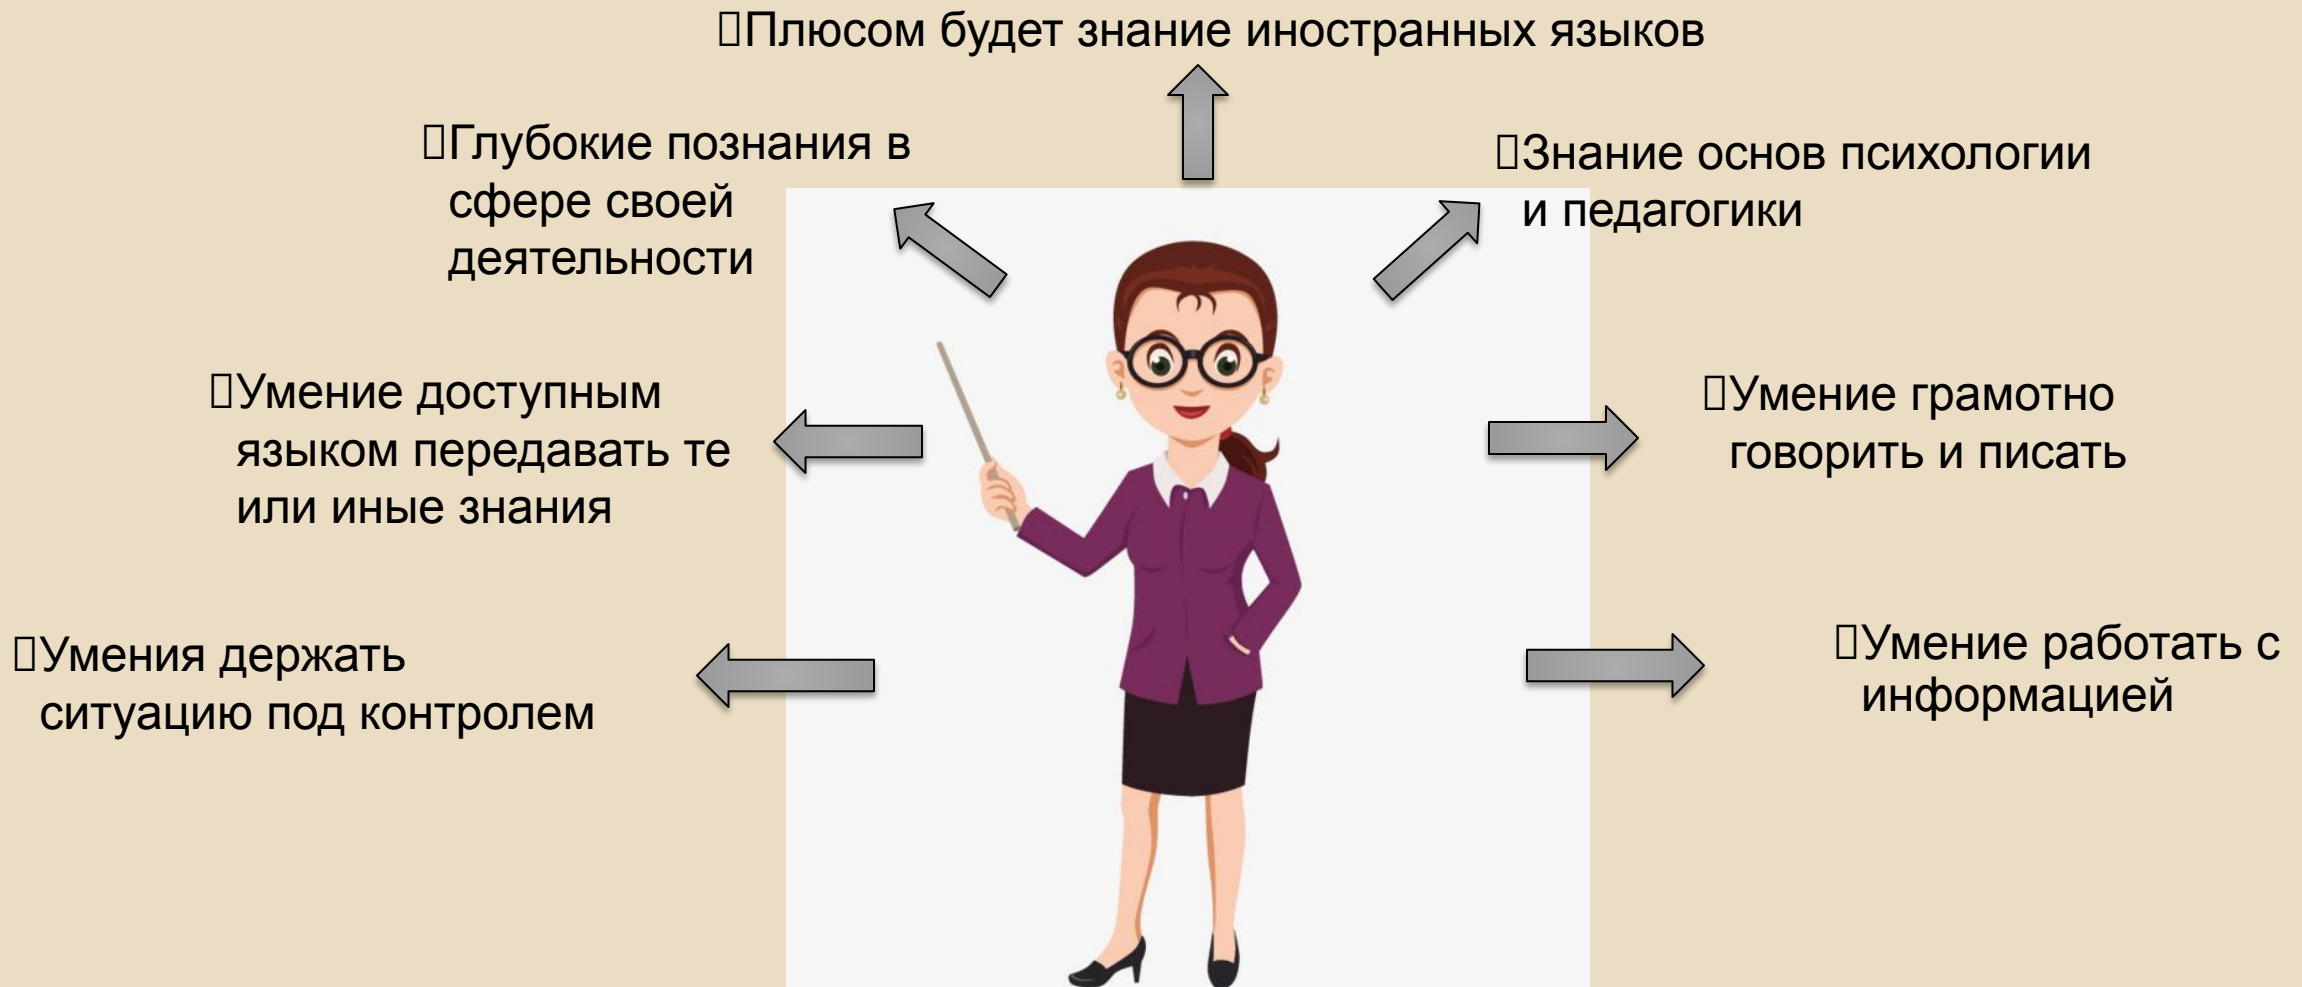 Плюсом будет знание иностранных языков
Глубокие познания в
сфере своей
деятельности
Знание основ психологии
и педагогики
Умение доступным
языком передавать те
или иные знания
Умение грамотно
говорить и писать
Умения держать
ситуацию под контролем
Умение работать с
информацией